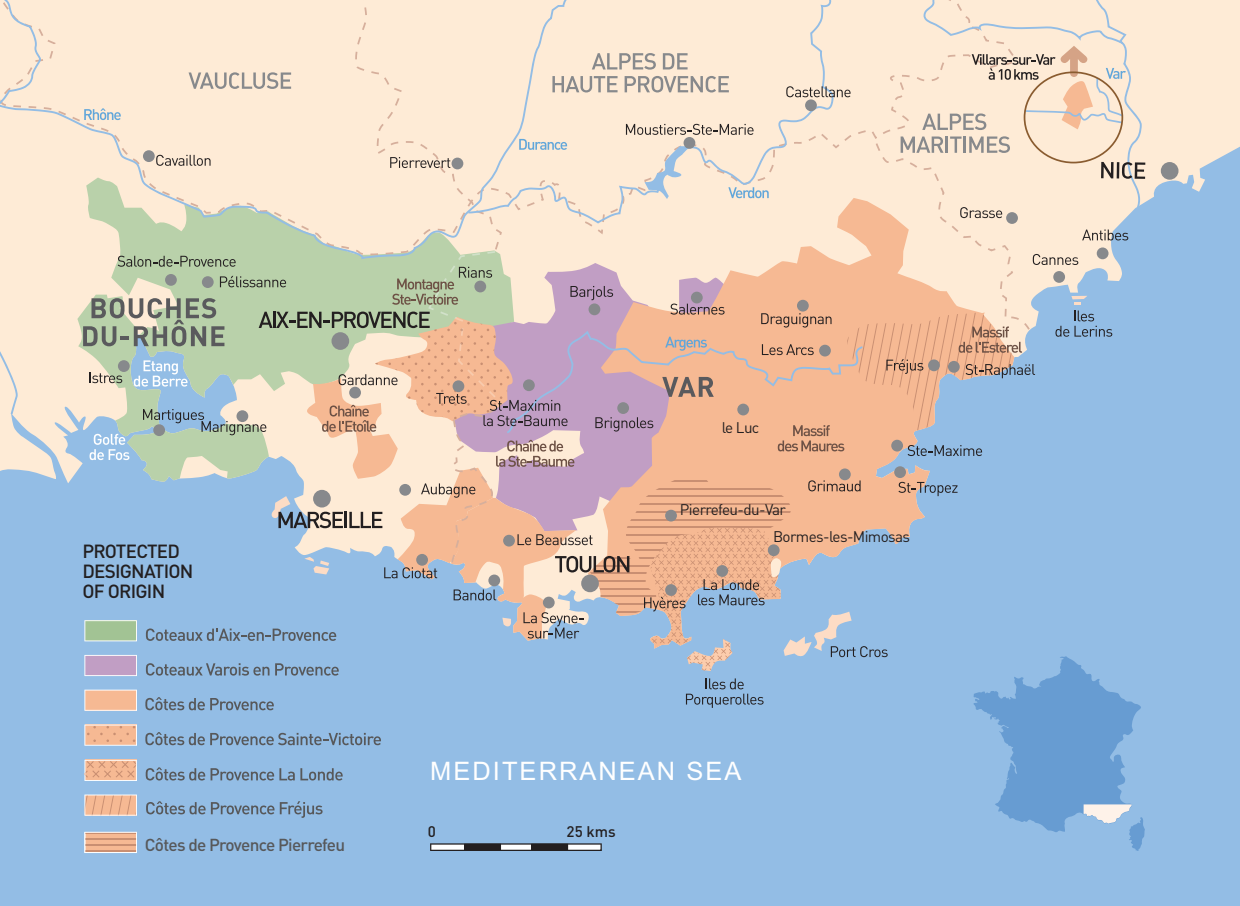 VAUCLUSE
ALPES DE
HAUTE PROVENCE
Villars-sur-Var
à 10 kms
Var
Castellane
Rhône
ALPES
MARITIMES
Moustiers-Ste-Marie
Durance
Cavaillon
Pierrevert
NICE
Verdon
Grasse
Antibes
Salon-de-Provence
Pélissanne
Rians
Cannes
Montagne
Ste-Victoire
Barjols
BOUCHES
DU-RHÔNE
AIX-EN-PROVENCE
Salernes
Draguignan
Iles
de Lerins
Massif
de l'Esterel
Argens
Les Arcs
Fréjus
St-Raphaël
Istres
Etang
de Berre
Gardanne
Trets
VAR
St-Maximin
la Ste-Baume
Brignoles
Martigues
Marignane
Chaîne
de l'Etoîle
le Luc
Massif
des Maures
Golfe
de Fos
Chaîne de
la Ste-Baume
Ste-Maxime
Grimaud
St-Tropez
Aubagne
MARSEILLE
Pierrefeu-du-Var
Le Beausset
Bormes-les-Mimosas
TOULON
La Ciotat
Bandol
La Londe
les Maures
Hyères
La Seyne-
sur-Mer
Port Cros
Iles de
Porquerolles
PROTECTED
DESIGNATION
OF ORIGIN
Coteaux d'Aix-en-Provence
Coteaux Varois en Provence
Côtes de Provence
Côtes de Provence Sainte-Victoire
Côtes de Provence La Londe
Côtes de Provence Fréjus
Côtes de Provence Pierrefeu
MEDITERRANEAN SEA
0 25 kms